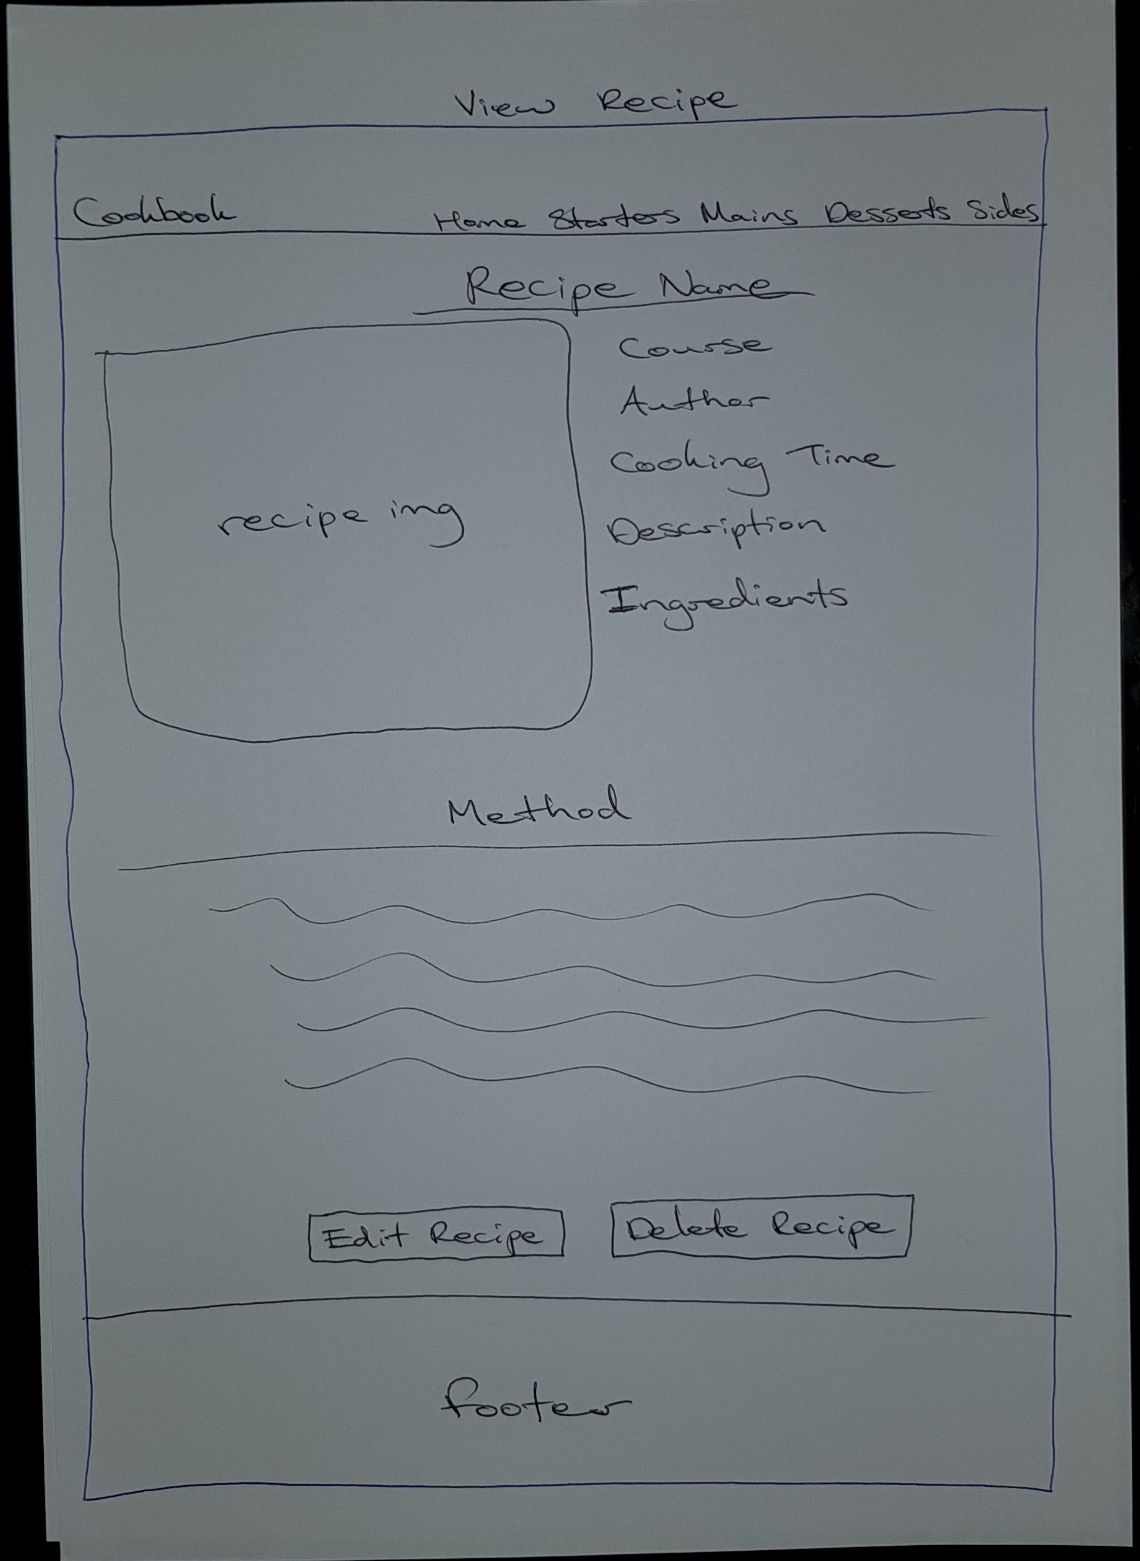 View Recipe
Cookbook Home Starters Mains Desserts Sides
Recipe Name
Course
Author
Cooking Time
Description
recipe img
Ingredients
Method
Edit Recipe Delete Recipe
footer